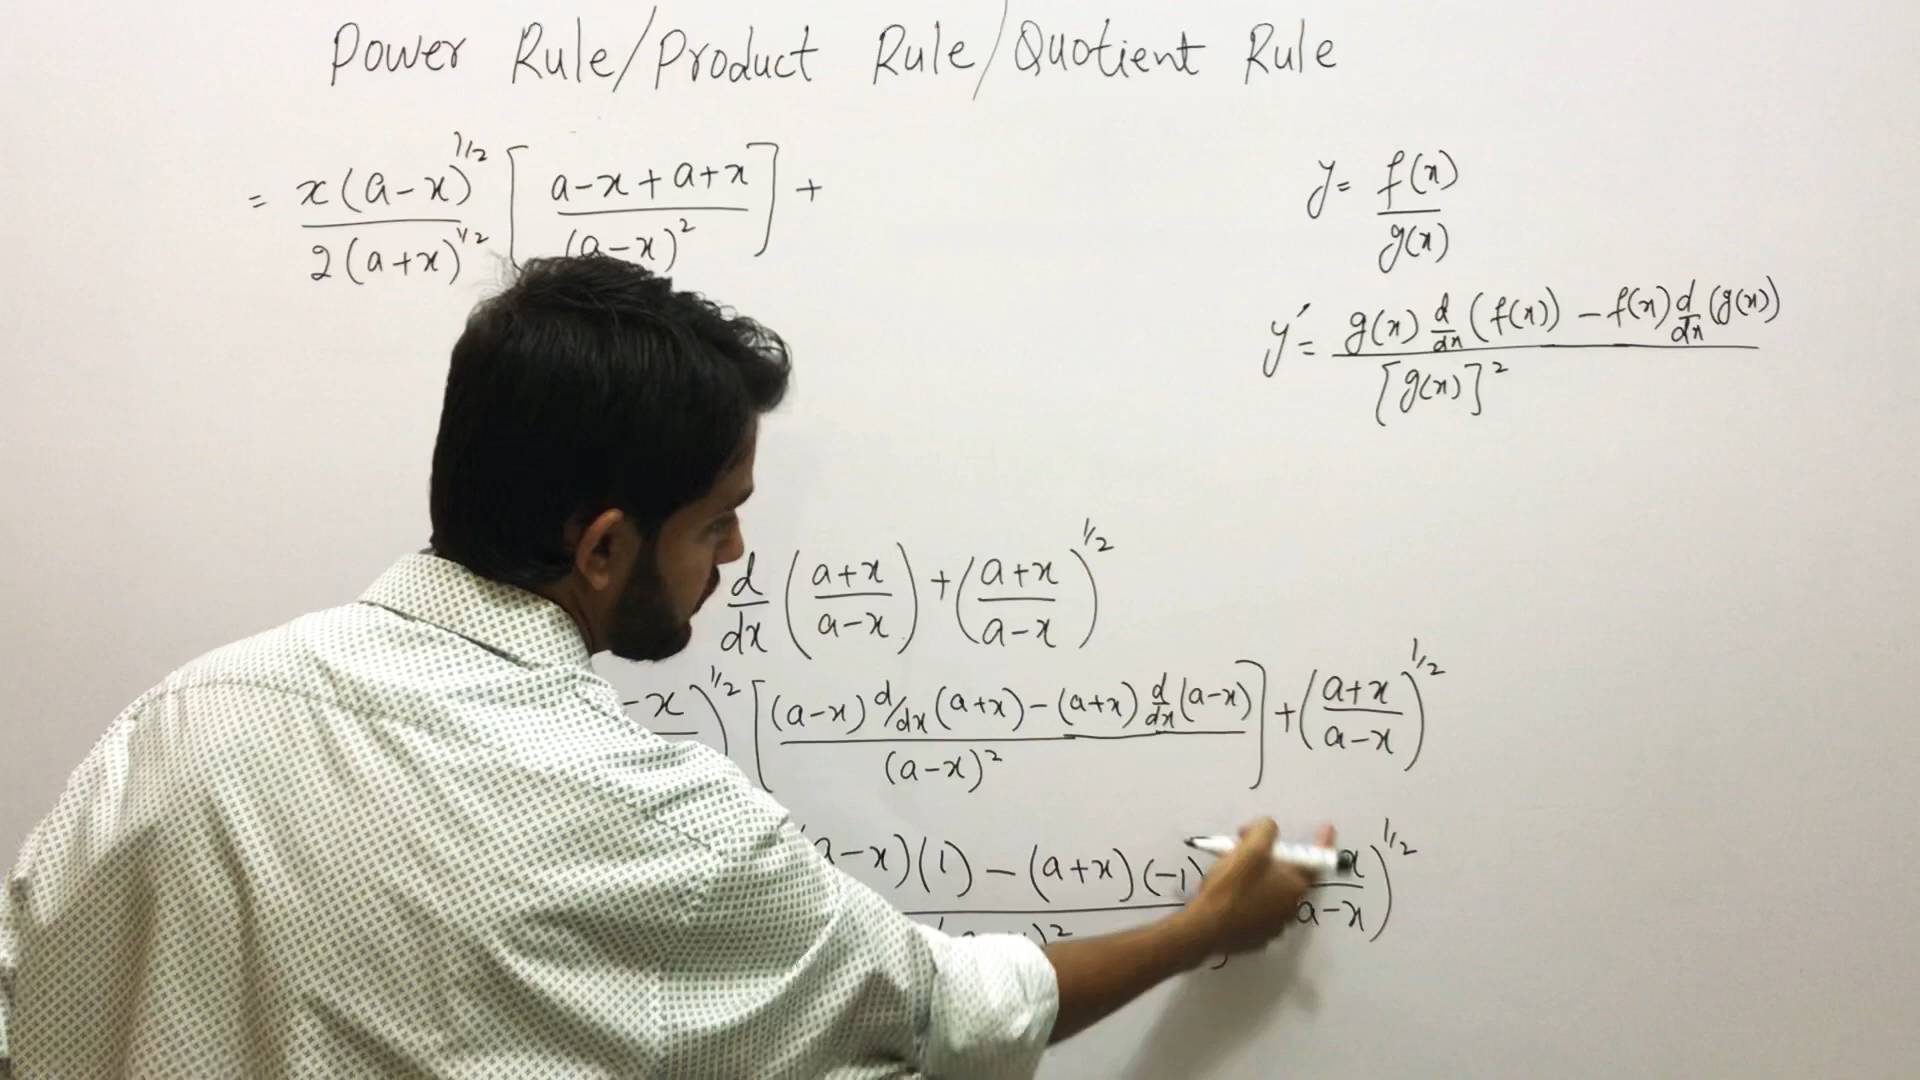 Power Rule/Product Rule/Quotient Rule
= x(a-x)^1/2 / 2(a+x)^1/2 [ a-x+a+x / (a-x)^2 ] +
y = f(x) / g(x)
y' = g(x) d/dx (f(x)) - f(x) d/dx (g(x)) / [g(x)]^2
d/dx ( a+x / a-x ) + ( a+x / a-x )^1/2
-x )^1/2 [ (a-x) d/dx (a+x) - (a+x) d/dx (a-x) / (a-x)^2 ] + ( a+x / a-x )^1/2
a-x)(1) - (a+x)(-1) / )^2 x / a-x )^1/2